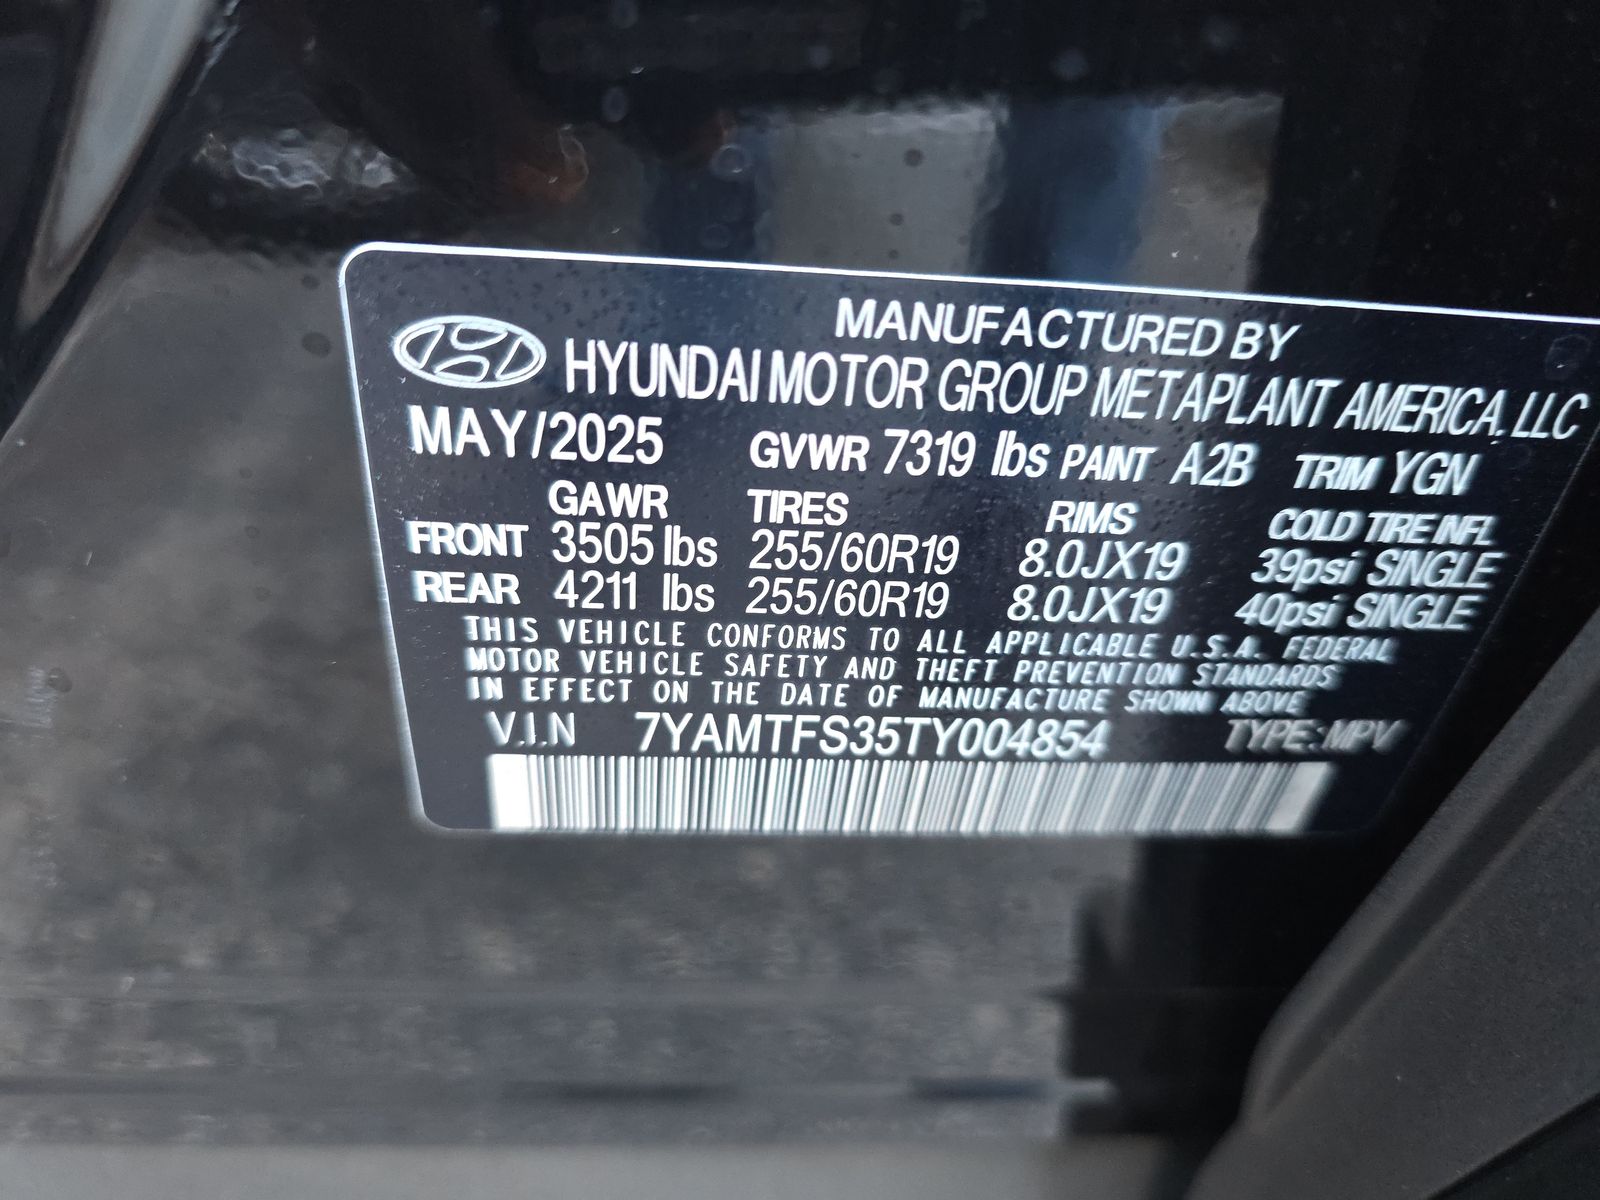 MANUFACTURED BY
HYUNDAI MOTOR GROUP METAPLANT AMERICA, LLC
MAY/2025 GVWR 7319 lbs PAINT A2B TRIM YGN
GAWR TIRES RIMS COLD TIRE INFL
FRONT 3505 lbs 255/60R19 8.0JX19 39psi SINGLE
REAR 4211 lbs 255/60R19 8.0JX19 40psi SINGLE
THIS VEHICLE CONFORMS TO ALL APPLICABLE U.S.A. FEDERAL
MOTOR VEHICLE SAFETY AND THEFT PREVENTION STANDARDS
IN EFFECT ON THE DATE OF MANUFACTURE SHOWN ABOVE
V.I.N 7YAMTFS35TY004854 TYPE:MPV